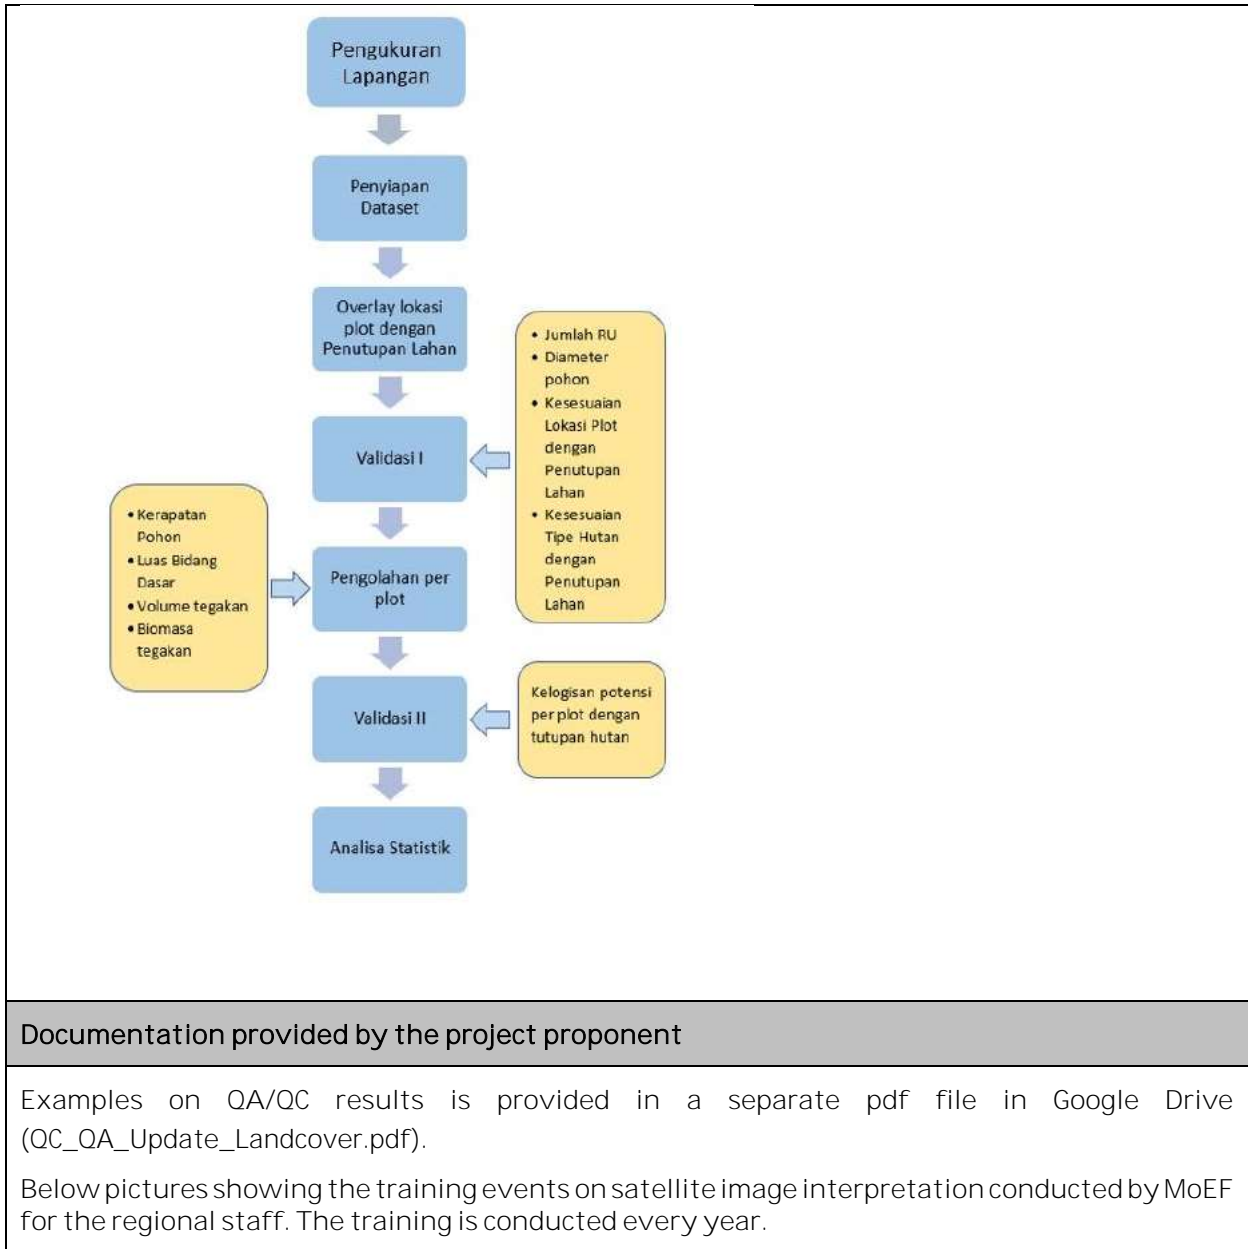 Pengukuran
Lapangan
Penyiapan
Dataset
Overlay lokasi
plot dengan
Penutupan Lahan
• Jumlah RU
• Diameter
pohon
• Kesesuaian
Lokasi Plot
dengan
Penutupan
Lahan
• Kesesuaian
Tipe Hutan
dengan
Penutupan
Lahan
Validasi I
• Kerapatan
Pohon
• Luas Bidang
Dasar
• Volume tegakan
• Biomasa
tegakan
Pengolahan per
plot
Validasi II
Kelogisan potensi
per plot dengan
tutupan hutan
Analisa Statistik
Documentation provided by the project proponent
Examples on QA/QC results is provided in a separate pdf file in Google Drive
(QC_QA_Update_Landcover.pdf).
Below pictures showing the training events on satellite image interpretation conducted by MoEF
for the regional staff. The training is conducted every year.